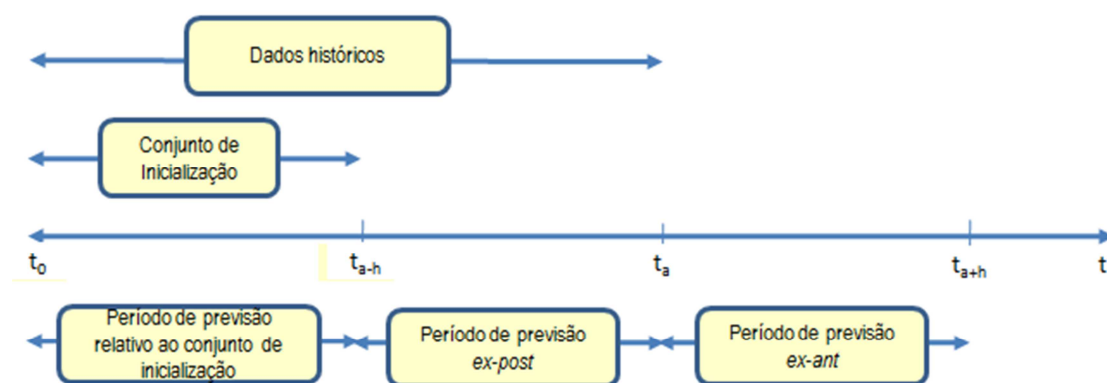 Dados históricos
Conjunto de
Inicialização
t₀ tₐ₋ₕ tₐ tₐ₊ₕ t
Período de previsão
relativo ao conjunto de
inicialização
Período de previsão
ex-post
Período de previsão
ex-ant